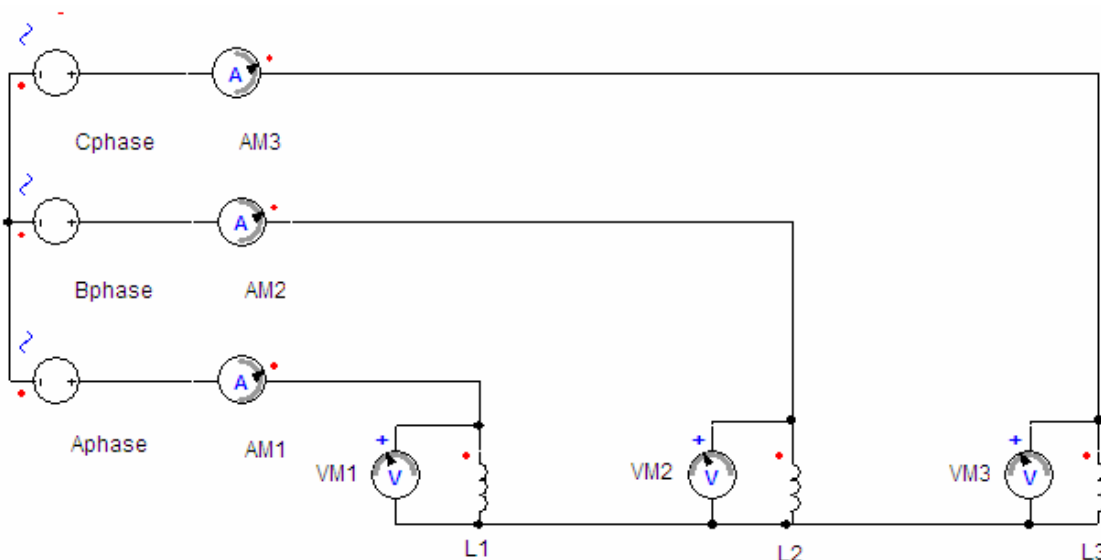 A
Cphase AM3
A
Bphase AM2
A
Aphase AM1
VM1 V VM2 V VM3 V
L1 L2 L3